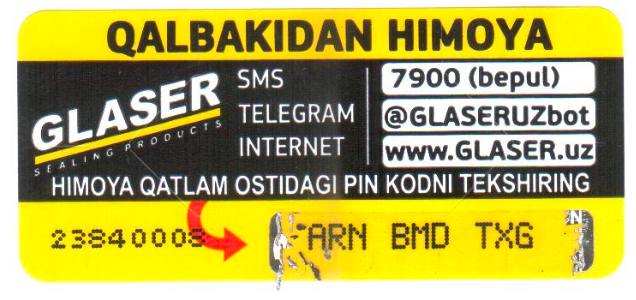 QALBAKIDAN HIMOYA
GLASER
SEALING PRODUCTS
SMS 7900 (bepul)
TELEGRAM @GLASERUZbot
INTERNET www.GLASER.uz
HIMOYA QATLAM OSTIDAGI PIN KODNI TEKSHIRING
23840008 ARN BMD TXG